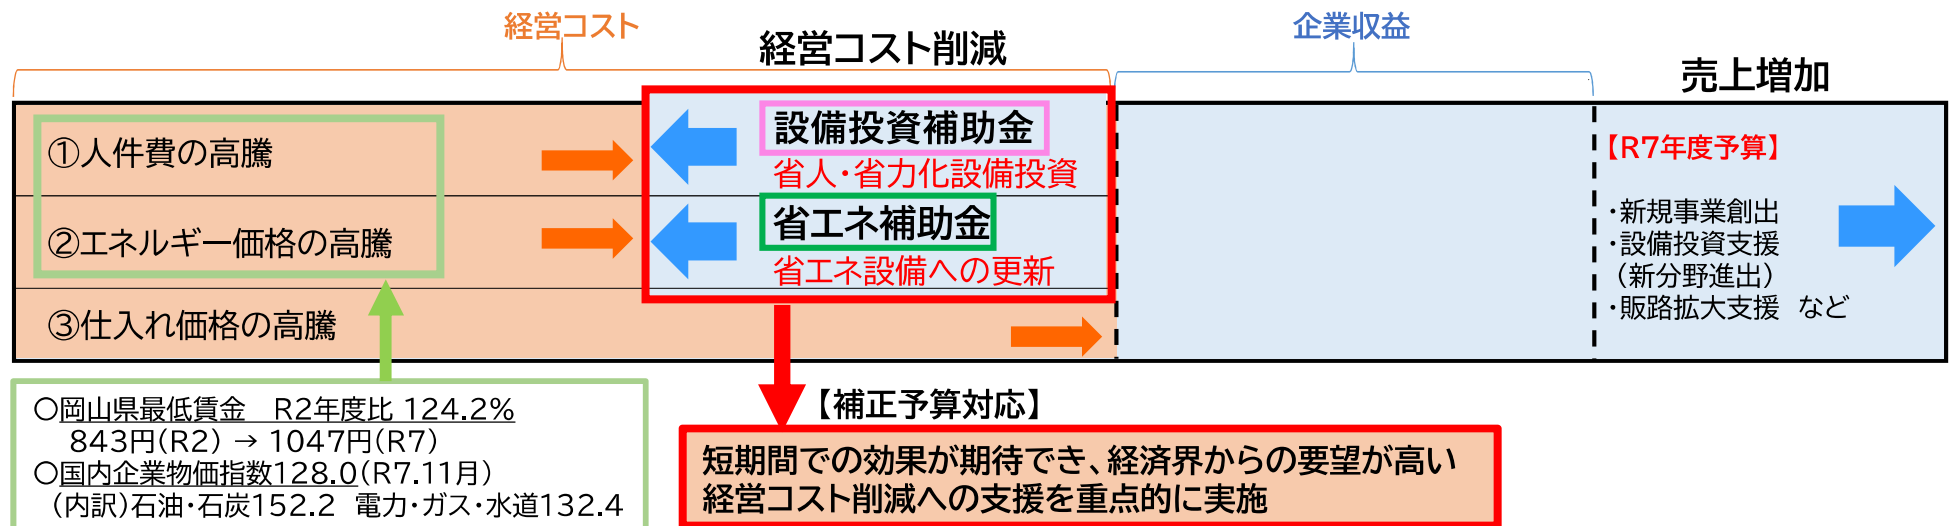 経営コスト
企業収益
経営コスト削減
売上増加
①人件費の高騰
設備投資補助金
省人・省力化設備投資
②エネルギー価格の高騰
省エネ補助金
省エネ設備への更新
③仕入れ価格の高騰
【R7年度予算】
・新規事業創出
・設備投資支援
（新分野進出）
・販路拡大支援　など
〇岡山県最低賃金　R2年度比 124.2%
843円(R2) → 1047円(R7)
〇国内企業物価指数128.0(R7.11月)
(内訳)石油・石炭152.2 電力・ガス・水道132.4
【補正予算対応】
短期間での効果が期待でき、経済界からの要望が高い
経営コスト削減への支援を重点的に実施